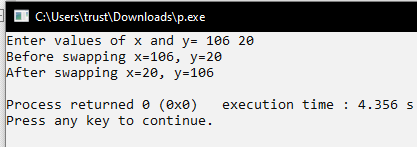 C:\Users\trust\Downloads\p.exe
Enter values of x and y= 106 20
Before swapping x=106, y=20
After swapping x=20, y=106
Process returned 0 (0x0)   execution time : 4.356 s
Press any key to continue.